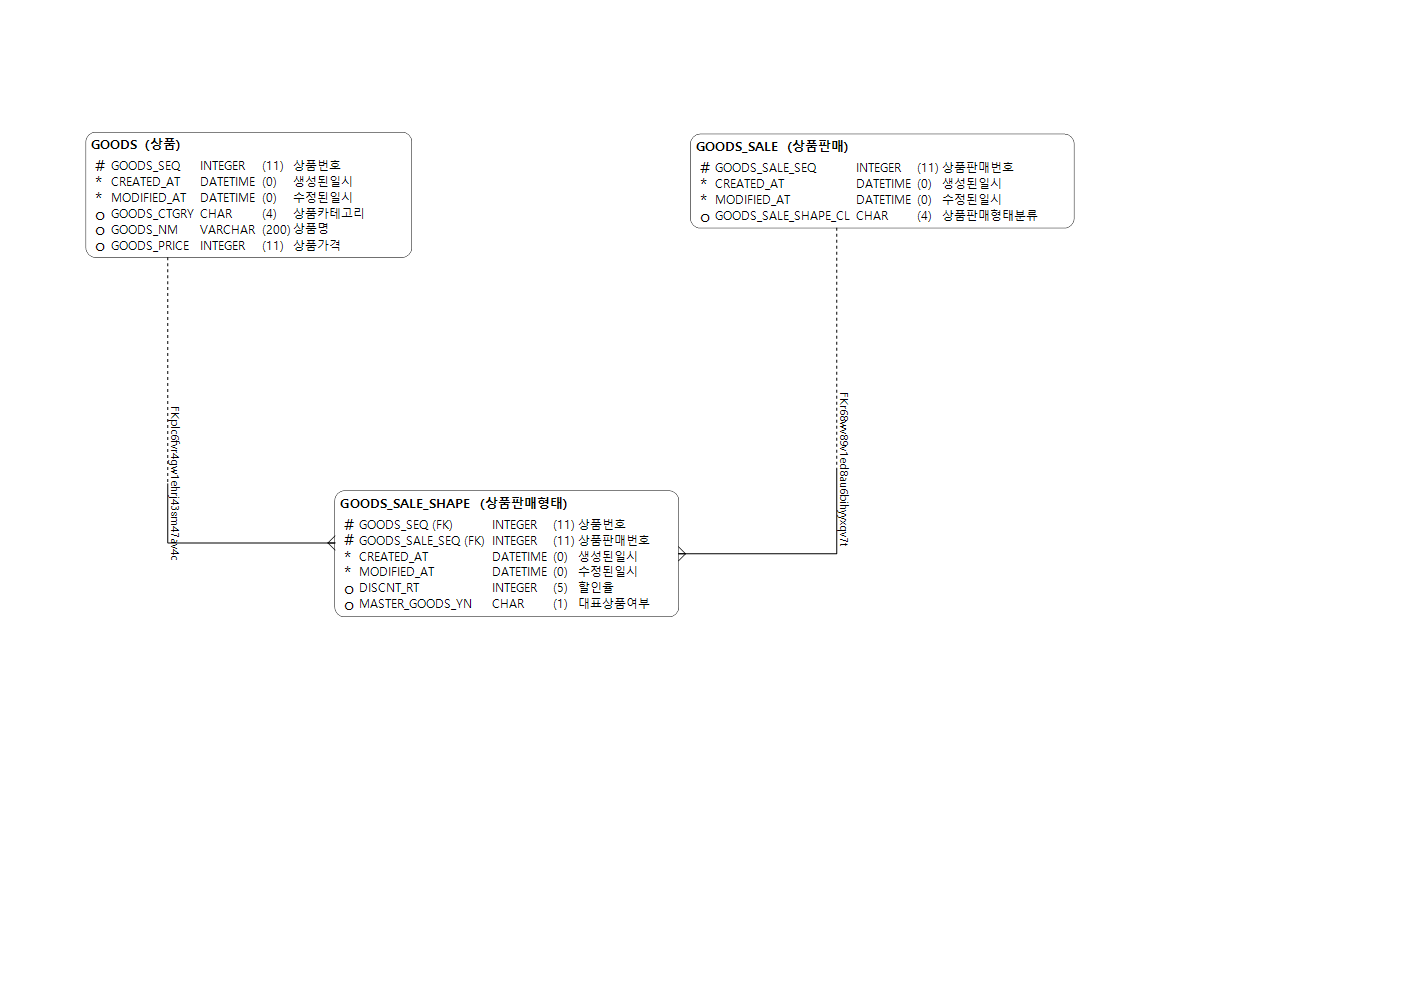 GOODS (상품)
# GOODS_SEQ INTEGER (11) 상품번호
* CREATED_AT DATETIME (0) 생성된일시
* MODIFIED_AT DATETIME (0) 수정된일시
o GOODS_CTGRY CHAR (4) 상품카테고리
o GOODS_NM VARCHAR (200) 상품명
o GOODS_PRICE INTEGER (11) 상품가격
GOODS_SALE (상품판매)
# GOODS_SALE_SEQ INTEGER (11) 상품판매번호
* CREATED_AT DATETIME (0) 생성된일시
* MODIFIED_AT DATETIME (0) 수정된일시
o GOODS_SALE_SHAPE_CL CHAR (4) 상품판매형태분류
GOODS_SALE_SHAPE (상품판매형태)
# GOODS_SEQ (FK) INTEGER (11) 상품번호
# GOODS_SALE_SEQ (FK) INTEGER (11) 상품판매번호
* CREATED_AT DATETIME (0) 생성된일시
* MODIFIED_AT DATETIME (0) 수정된일시
o DISCNT_RT INTEGER (5) 할인율
o MASTER_GOODS_YN CHAR (1) 대표상품여부